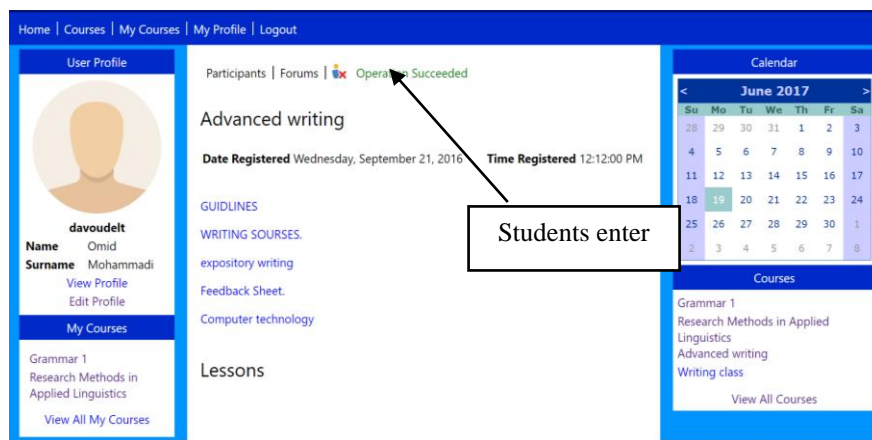 Home | Courses | My Courses | My Profile | Logout
User Profile
davoudelt
Name Omid
Surname Mohammadi
View Profile
Edit Profile
My Courses
Grammar 1
Research Methods in
Applied Linguistics
View All My Courses
Participants | Forums | Operation Succeeded
Advanced writing
Date Registered Wednesday, September 21, 2016 Time Registered 12:12:00 PM
GUIDLINES
WRITING SOURSES.
expository writing
Feedback Sheet.
Computer technology
Lessons
Students enter
Calendar
< June 2017 >
Su Mo Tu We Th Fr Sa
28 29 30 31 1 2 3
4 5 6 7 8 9 10
11 12 13 14 15 16 17
18 19 20 21 22 23 24
25 26 27 28 29 30 1
2 3 4 5 6 7 8
Courses
Grammar 1
Research Methods in Applied
Linguistics
Advanced writing
Writing class
View All Courses